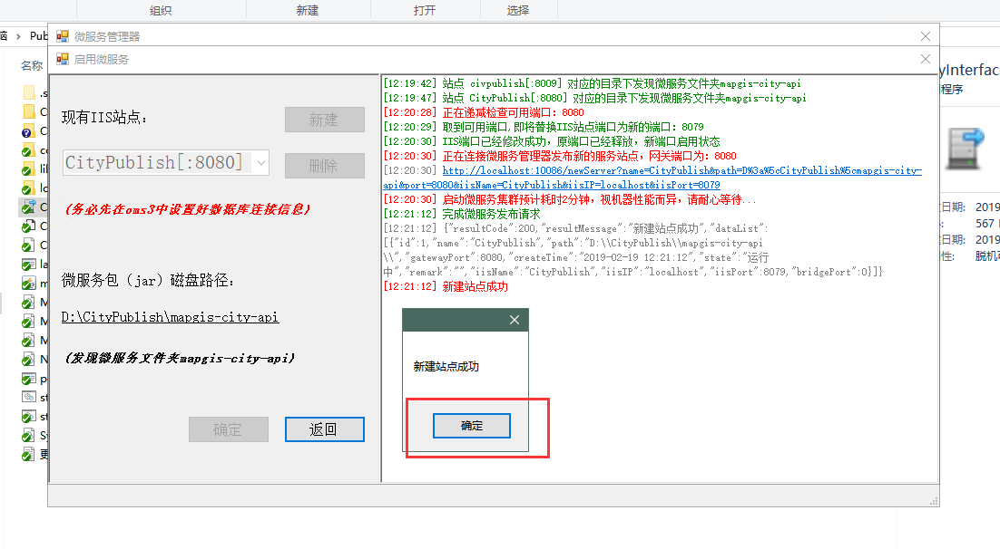 组织 新建 打开 选择
Pub
微服务管理器
启用微服务
名称
现有IIS站点：
新建
CityPublish[:8080]
删除
(务必先在oms3中设置好数据库连接信息)
微服务包（jar）磁盘路径：
D:\CityPublish\mapgis-city-api
(发现微服务文件夹mapgis-city-api)
确定 返回
[12:19:42] 站点 civpublish[:8009] 对应的目录下发现微服务文件夹mapgis-city-api
[12:19:47] 站点 CityPublish[:8080] 对应的目录下发现微服务文件夹mapgis-city-api
[12:20:28] 正在递减检查可用端口：8080
[12:20:29] 取到可用端口,即将替换IIS站点端口为新的端口：8079
[12:20:30] IIS端口已经修改成功，原端口已经释放，新端口启用状态
[12:20:30] 正在连接微服务管理器发布新的服务站点，网关端口为：8080
[12:20:30] http://localhost:10086/newServer?name=CityPublish&path=D%3a%5cCityPublish%5cmapgis-city-
api&port=8080&iisName=CityPublish&iisIP=localhost&iisPort=8079
[12:20:30] 启动微服务集群预计耗时2分钟，视机器性能而异，请耐心等待...
[12:21:12] 完成微服务发布请求
[12:21:12] {"resultCode":200,"resultMessage":"新建站点成功","dataList":
[{"id":1,"name":"CityPublish","path":"D:\\CityPublish\\mapgis-city-api
\\","gatewayPort":8080,"createTime":"2019-02-19 12:21:12","state":"运行
中","remark":"","iisName":"CityPublish","iisIP":"localhost","iisPort":8079,"bridgePort":0}]}
[12:21:12] 新建站点成功
新建站点成功
确定
yInterfac
程序
日期: 2019
567
日期: 2019
性: 脱机